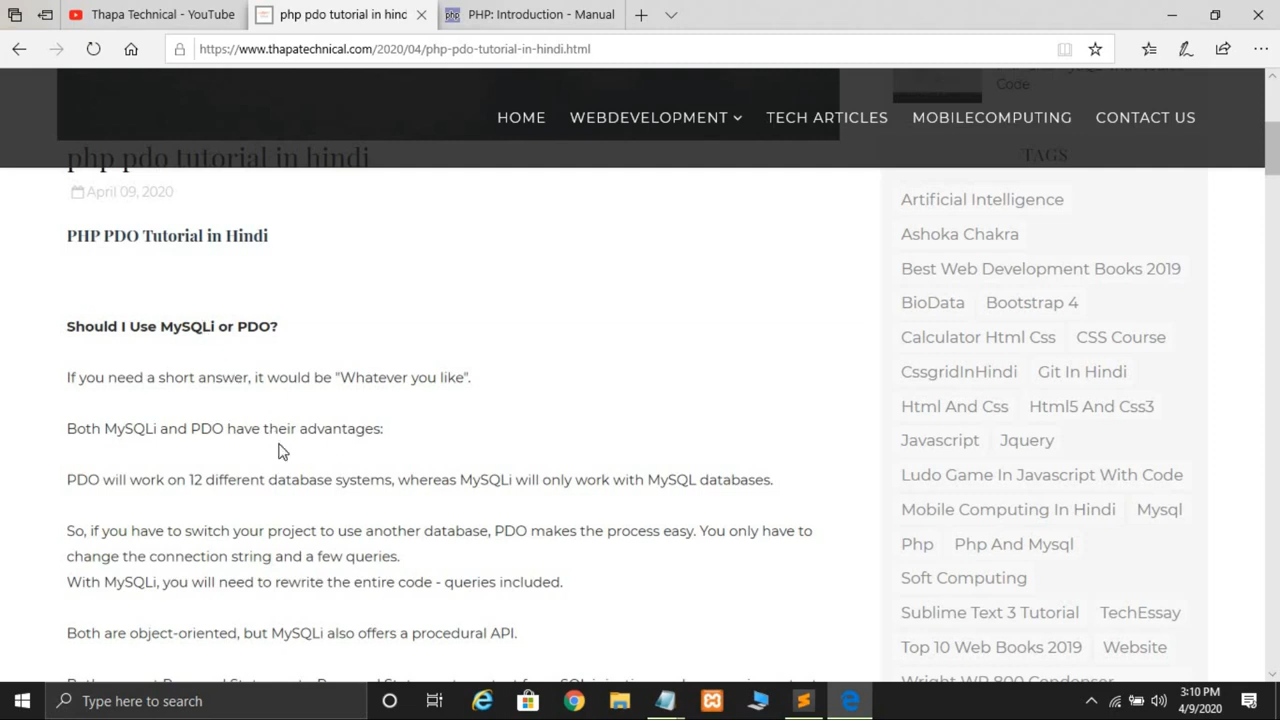 Thapa Technical - YouTube
php pdo tutorial in hind
PHP: Introduction - Manual
https://www.thapatechnical.com/2020/04/php-pdo-tutorial-in-hindi.html
Code
HOME
WEBDEVELOPMENT
TECH ARTICLES
MOBILECOMPUTING
CONTACT US
php pdo tutorial in hindi
April 09, 2020
PHP PDO Tutorial in Hindi
Should I Use MySQLi or PDO?
If you need a short answer, it would be "Whatever you like".
Both MySQLi and PDO have their advantages:
PDO will work on 12 different database systems, whereas MySQLi will only work with MySQL databases.
So, if you have to switch your project to use another database, PDO makes the process easy. You only have to
change the connection string and a few queries.
With MySQLi, you will need to rewrite the entire code - queries included.
Both are object-oriented, but MySQLi also offers a procedural API.
TAGS
Artificial Intelligence
Ashoka Chakra
Best Web Development Books 2019
BioData Bootstrap 4
Calculator Html Css CSS Course
CssgridInHindi Git In Hindi
Html And Css Html5 And Css3
Javascript Jquery
Ludo Game In Javascript With Code
Mobile Computing In Hindi Mysql
Php Php And Mysql
Soft Computing
Sublime Text 3 Tutorial TechEssay
Top 10 Web Books 2019 Website
Wright WP 800 Condenser
Type here to search
3:10 PM
4/9/2020